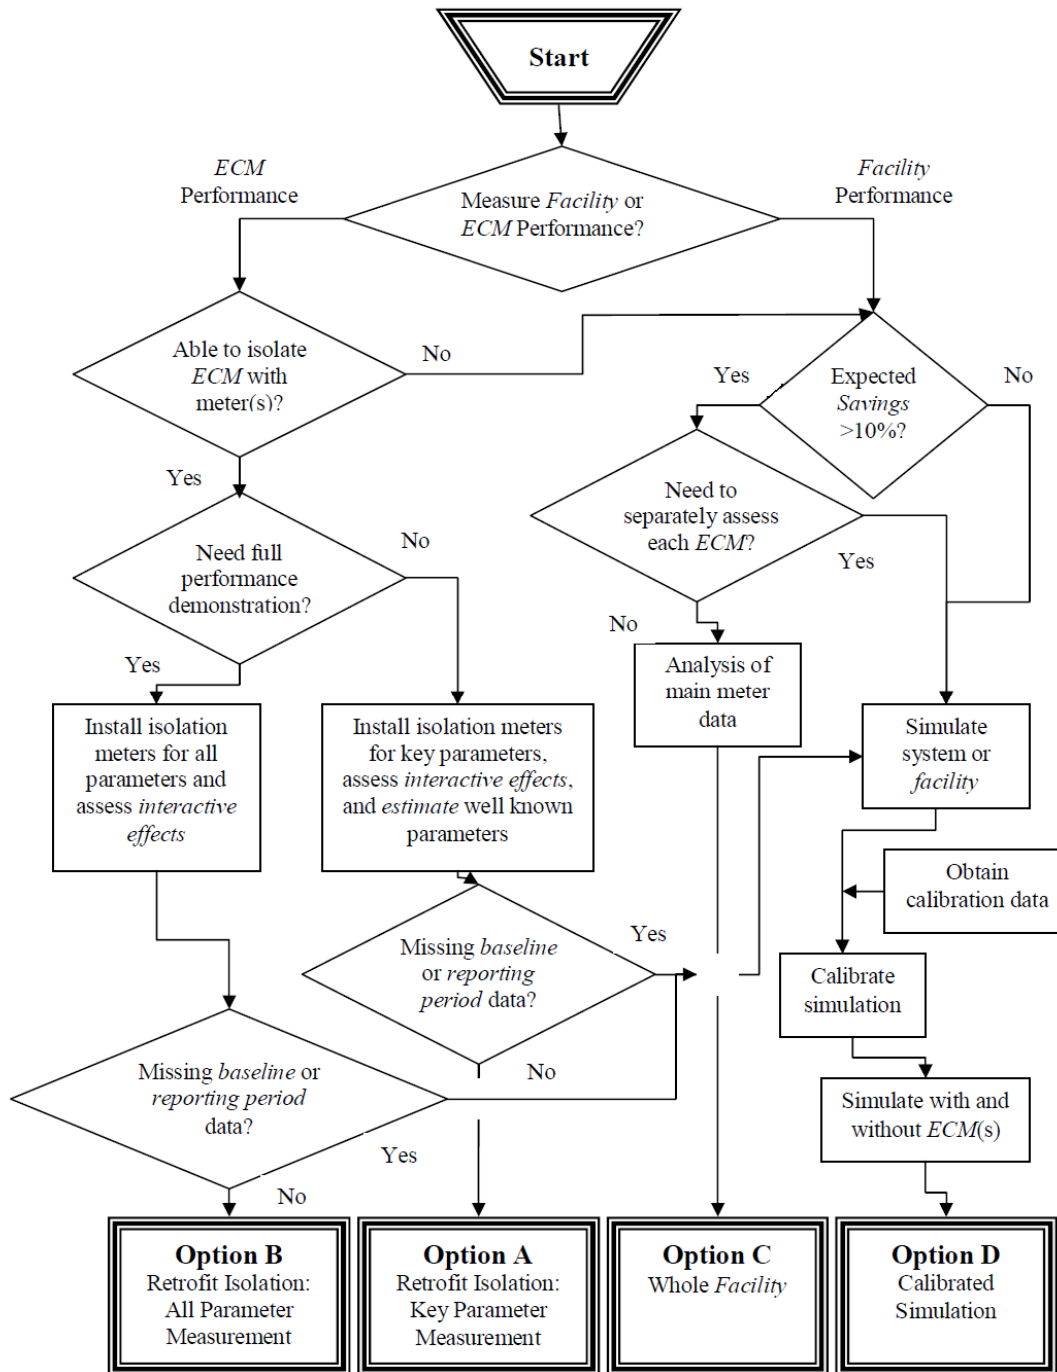 Start
ECM
Performance
Facility
Performance
Measure Facility or
ECM Performance?
Able to isolate
ECM with
meter(s)?
No
Yes
Expected
Savings
>10%?
No
Yes
Need to
separately assess
each ECM?
Yes
No
Need full
performance
demonstration?
No
Yes
Analysis of
main meter
data
Install isolation
meters for all
parameters and
assess interactive
effects
Install isolation meters
for key parameters,
assess interactive effects,
and estimate well known
parameters
Simulate
system or
facility
Obtain
calibration data
Missing baseline
or reporting
period data?
Yes
No
Calibrate
simulation
Missing baseline or
reporting period
data?
Yes
No
Simulate with and
without ECM(s)
Option B
Retrofit Isolation:
All Parameter
Measurement
Option A
Retrofit Isolation:
Key Parameter
Measurement
Option C
Whole Facility
Option D
Calibrated
Simulation